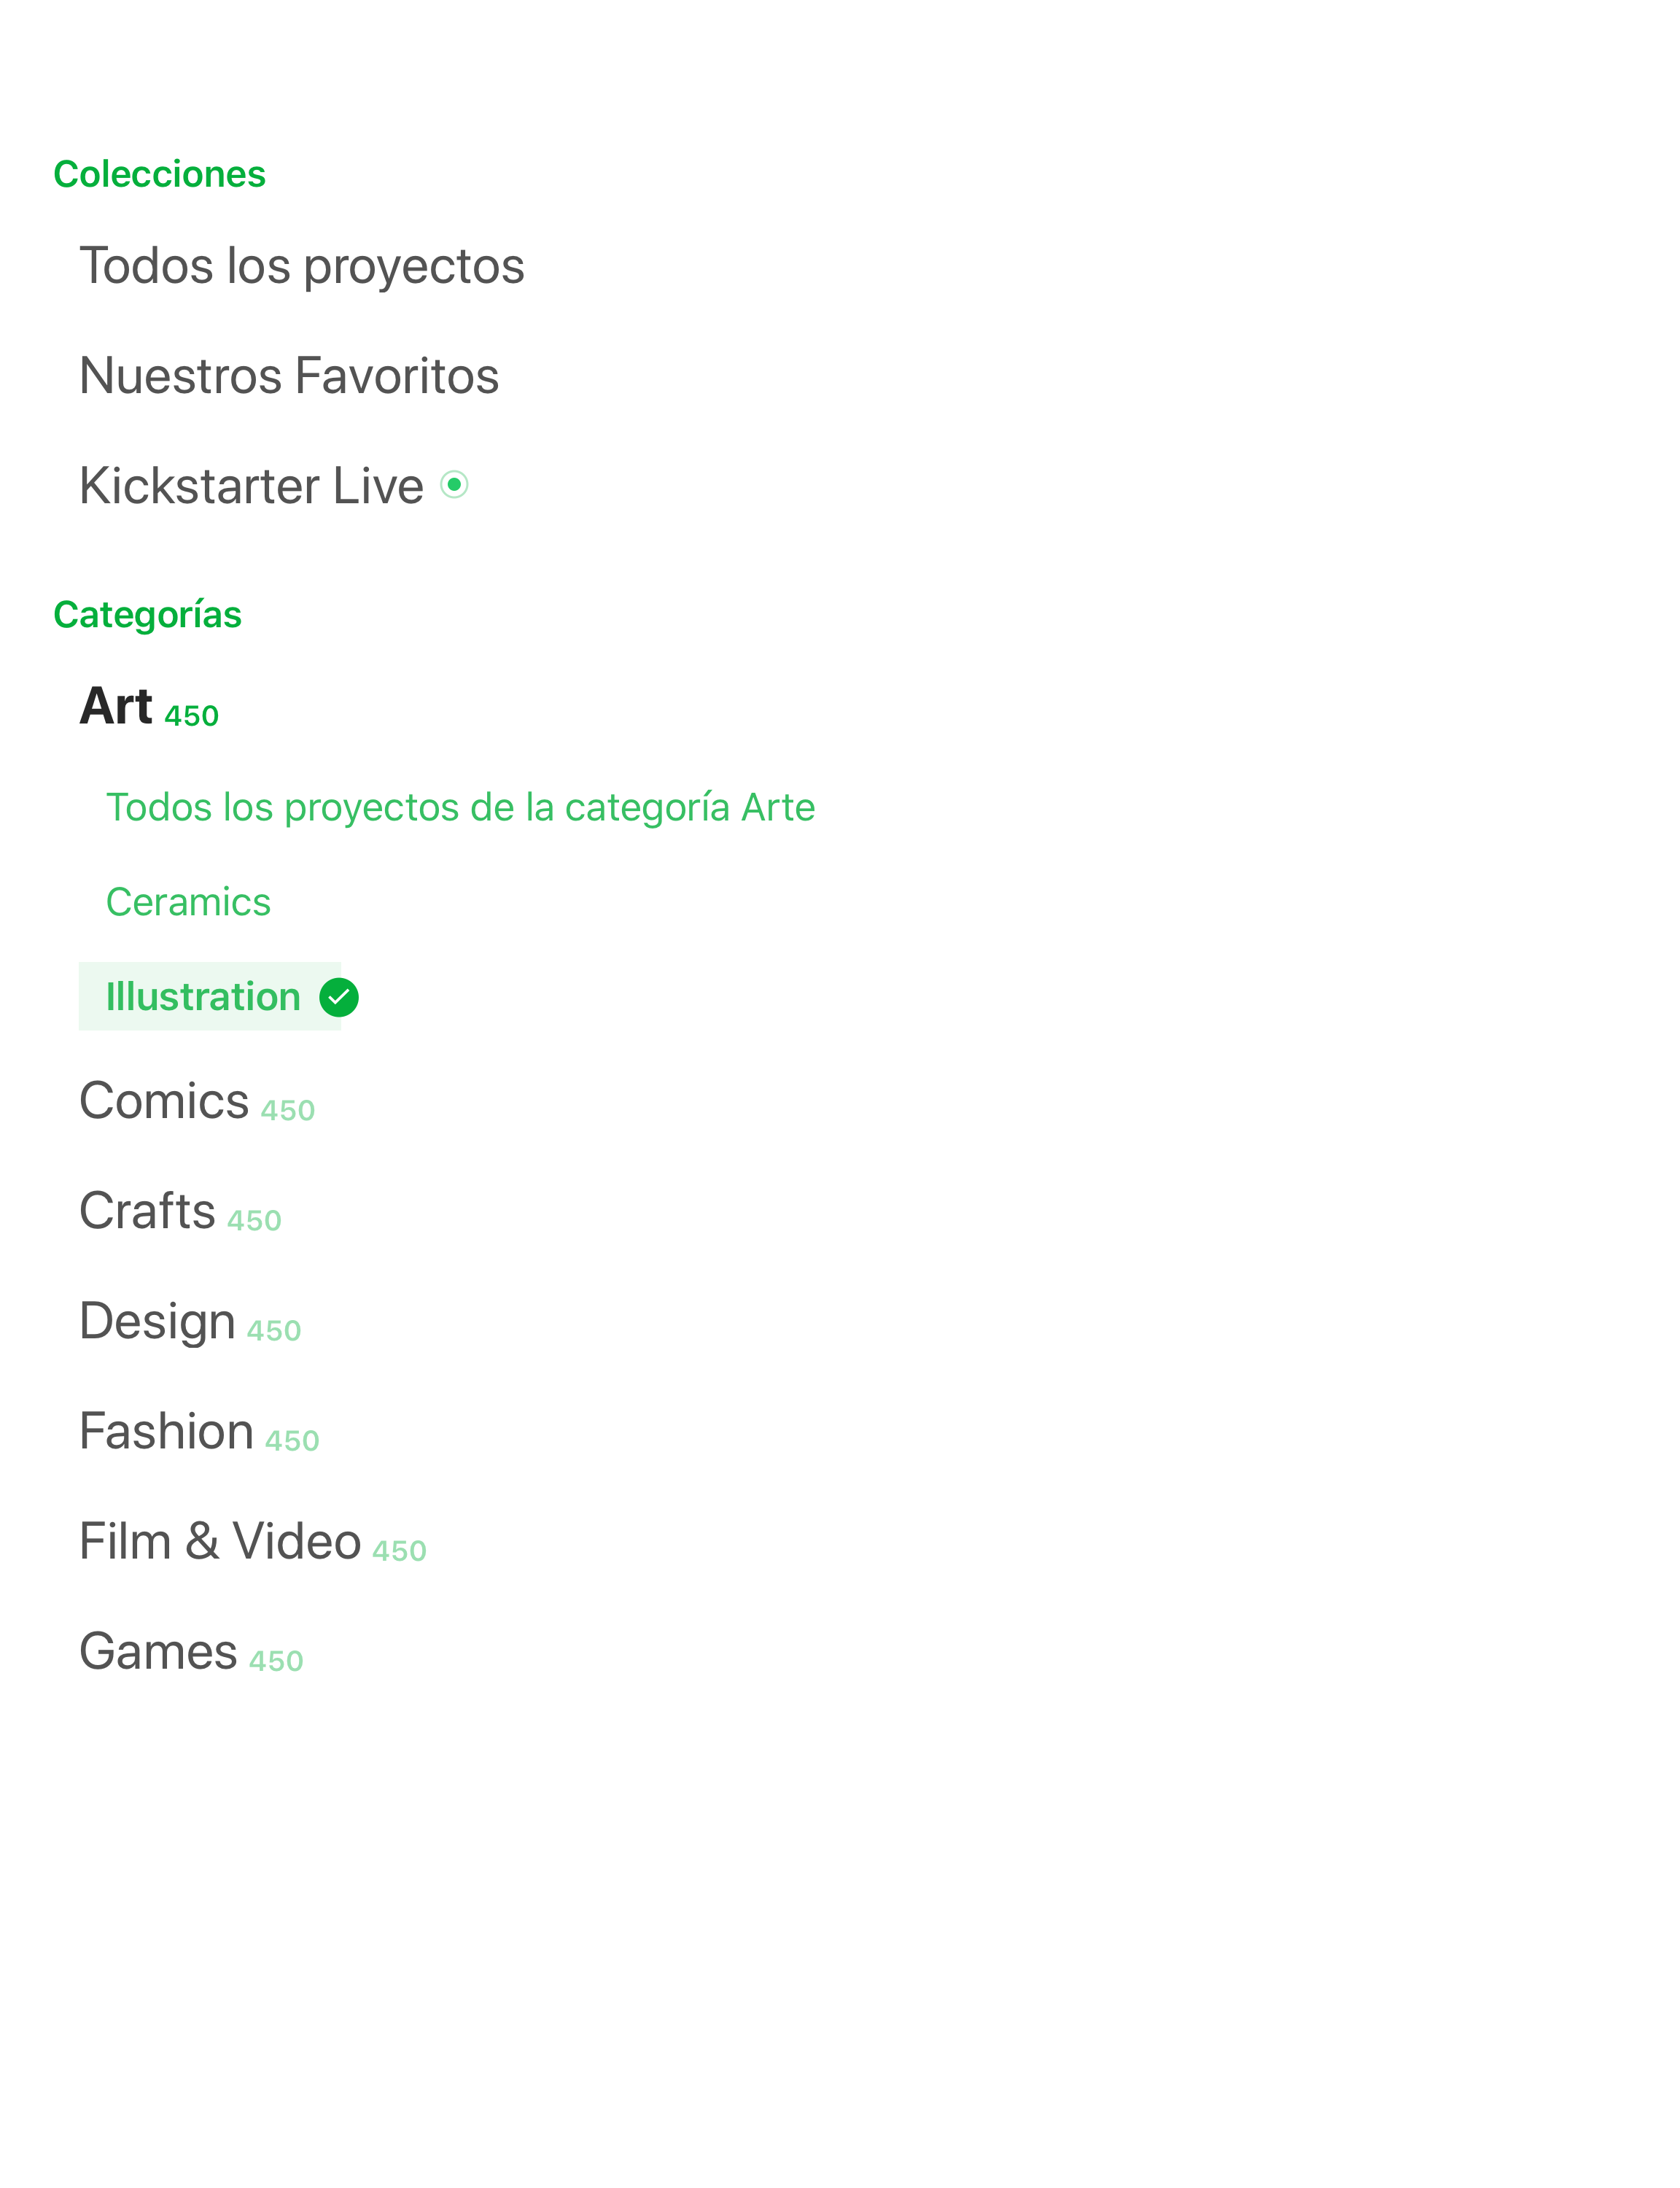 Colecciones
Todos los proyectos
Nuestros Favoritos
Kickstarter Live
Categorías
Art 450
Todos los proyectos de la categoría Arte
Ceramics
Illustration
Comics 450
Crafts 450
Design 450
Fashion 450
Film & Video 450
Games 450